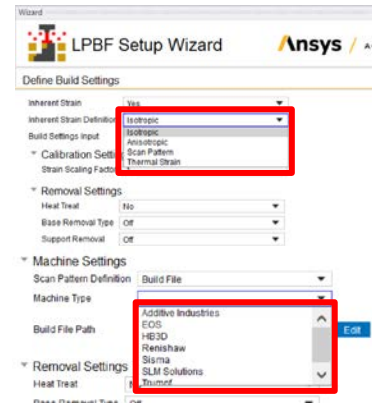 Wizard
LPBF Setup Wizard
Ansys /
Define Build Settings
Inherent Strain Yes
Inherent Strain Definition Isotropic
Isotropic
Build Settings Input
Anisotropic
Scan Pattern
Thermal Strain
Calibration
Strain Scaling Factor
Removal Settings
Heat Treat No
Base Removal Type Off
Support Removal Off
Machine Settings
Scan Pattern Definition Build File
Machine Type
Additive Industries
EOS
HB3D
Build File Path Edit
Renishaw
Sisma
SLM Solutions
Trumpf
Removal Settings
Heat Treat
Base Removal Type Off